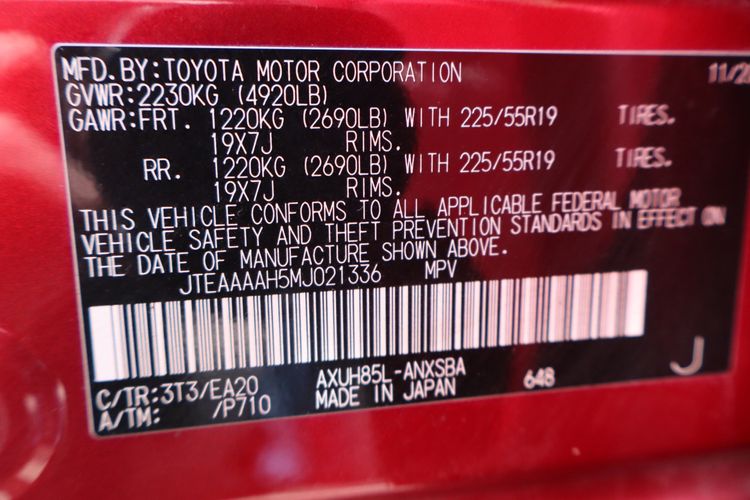 MFD.BY:TOYOTA MOTOR CORPORATION 11/20
GVWR:2230KG (4920LB)
GAWR:FRT. 1220KG (2690LB) WITH 225/55R19 TIRES.
19X7J RIMS.
RR. 1220KG (2690LB) WITH 225/55R19 TIRES.
19X7J RIMS.
THIS VEHICLE CONFORMS TO ALL APPLICABLE FEDERAL MOTOR
VEHICLE SAFETY AND THEFT PREVENTION STANDARDS IN EFFECT ON
THE DATE OF MANUFACTURE SHOWN ABOVE.
JTEAAAAH5MJ021336 MPV
C/TR:3T3/EA20 AXUH85L-ANXSBA 648 J
A/TM: /P710 MADE IN JAPAN